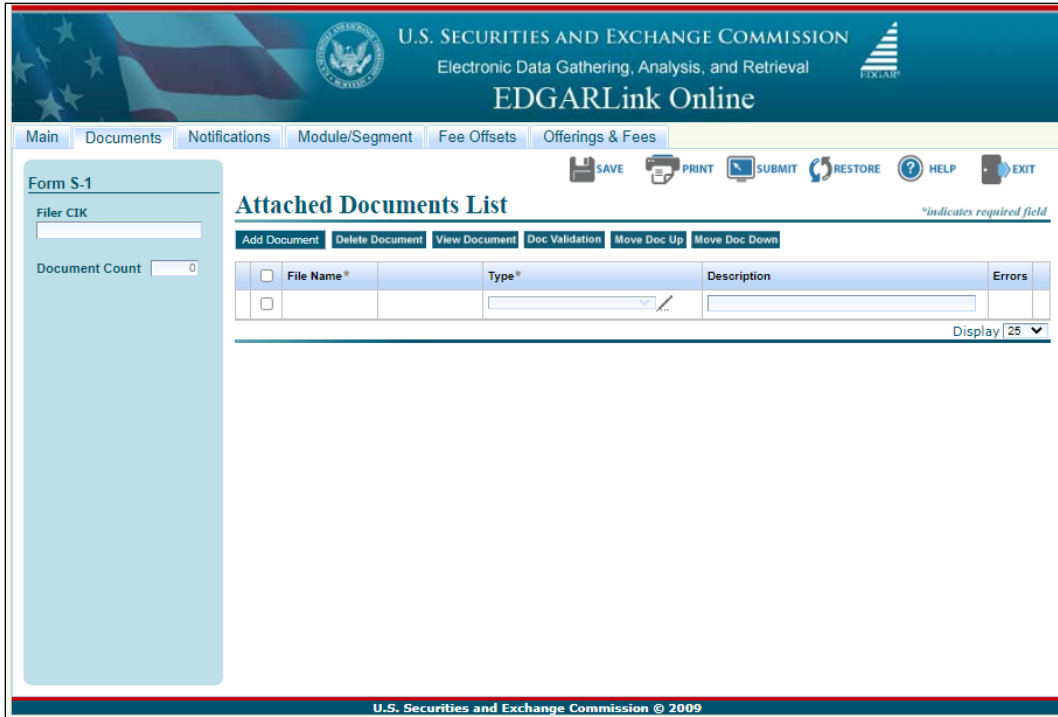 U.S. SECURITIES AND EXCHANGE COMMISSION
Electronic Data Gathering, Analysis, and Retrieval
EDGAR®
EDGARLink Online
Main Documents Notifications Module/Segment Fee Offsets Offerings & Fees
SAVE PRINT SUBMIT RESTORE ? HELP EXIT
Form S-1
Filer CIK
Document Count 0
Attached Documents List
*indicates required field
Add Document Delete Document View Document Doc Validation Move Doc Up Move Doc Down
File Name* Type* Description Errors
Display 25
U.S. Securities and Exchange Commission © 2009